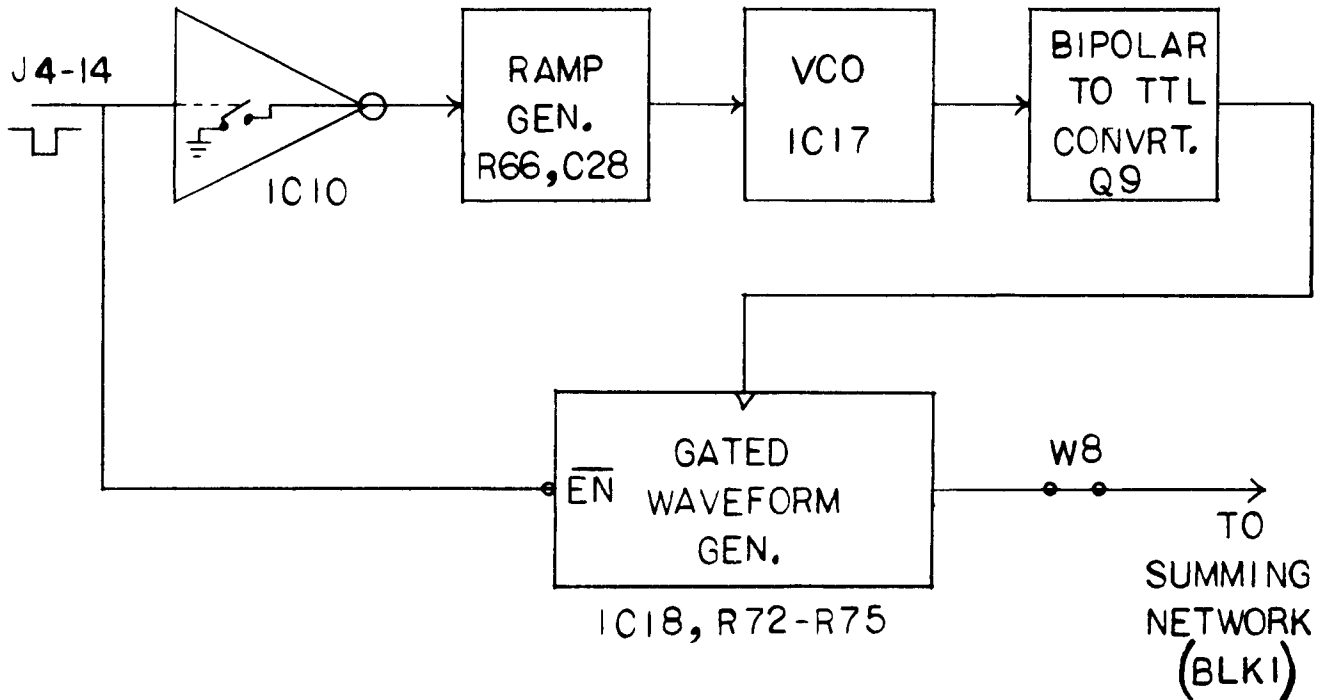 J4-14
IC10
RAMP
GEN.
R66,C28
VCO
IC17
BIPOLAR
TO TTL
CONVRT.
Q9
EN
GATED
WAVEFORM
GEN.
IC18, R72-R75
W8
TO
SUMMING
NETWORK
(BLK1)